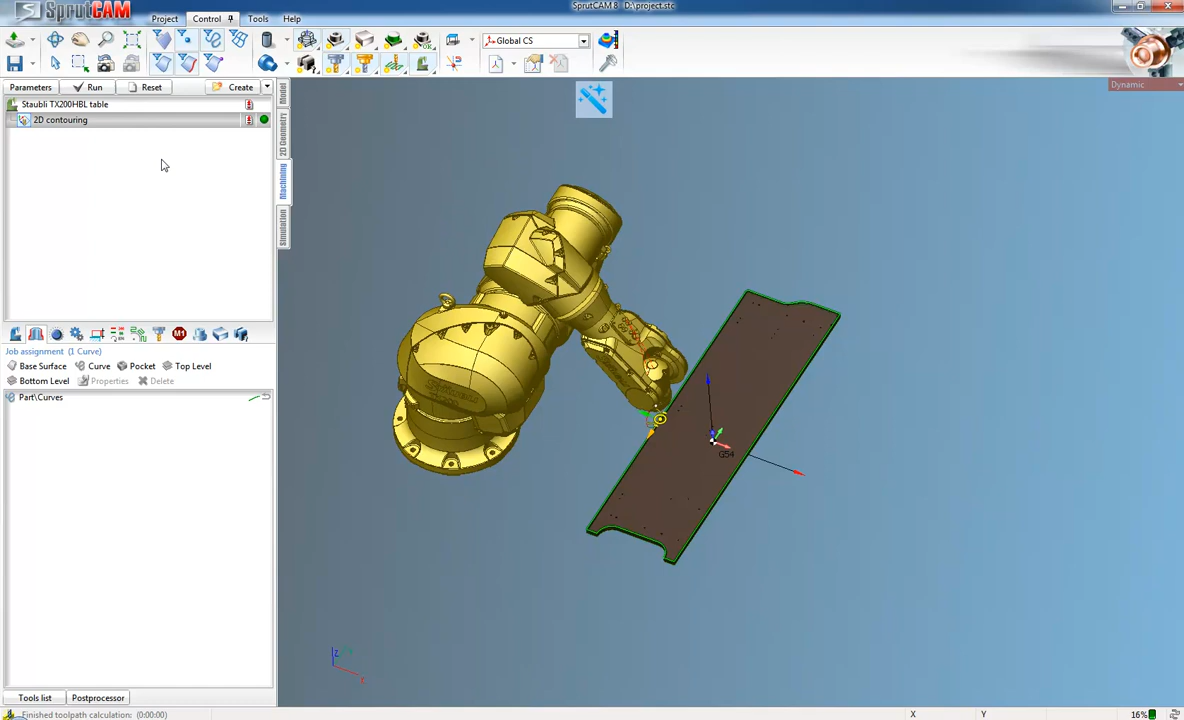 SprutCAM
Project Control Tools Help
SprutCAM 8 D:\project.stc
Global CS
Dynamic
Parameters Run Reset Create
Staubli TX200HBL table
2D contouring
Model
2D Geometry
Machining
Simulation
M1
Job assignment (1 Curve)
Base Surface Curve Pocket Top Level
Bottom Level Properties Delete
Part\Curves
G54
Z
Tools list Postprocessor
Finished toolpath calculation: (0:00:00)
X Y 16%